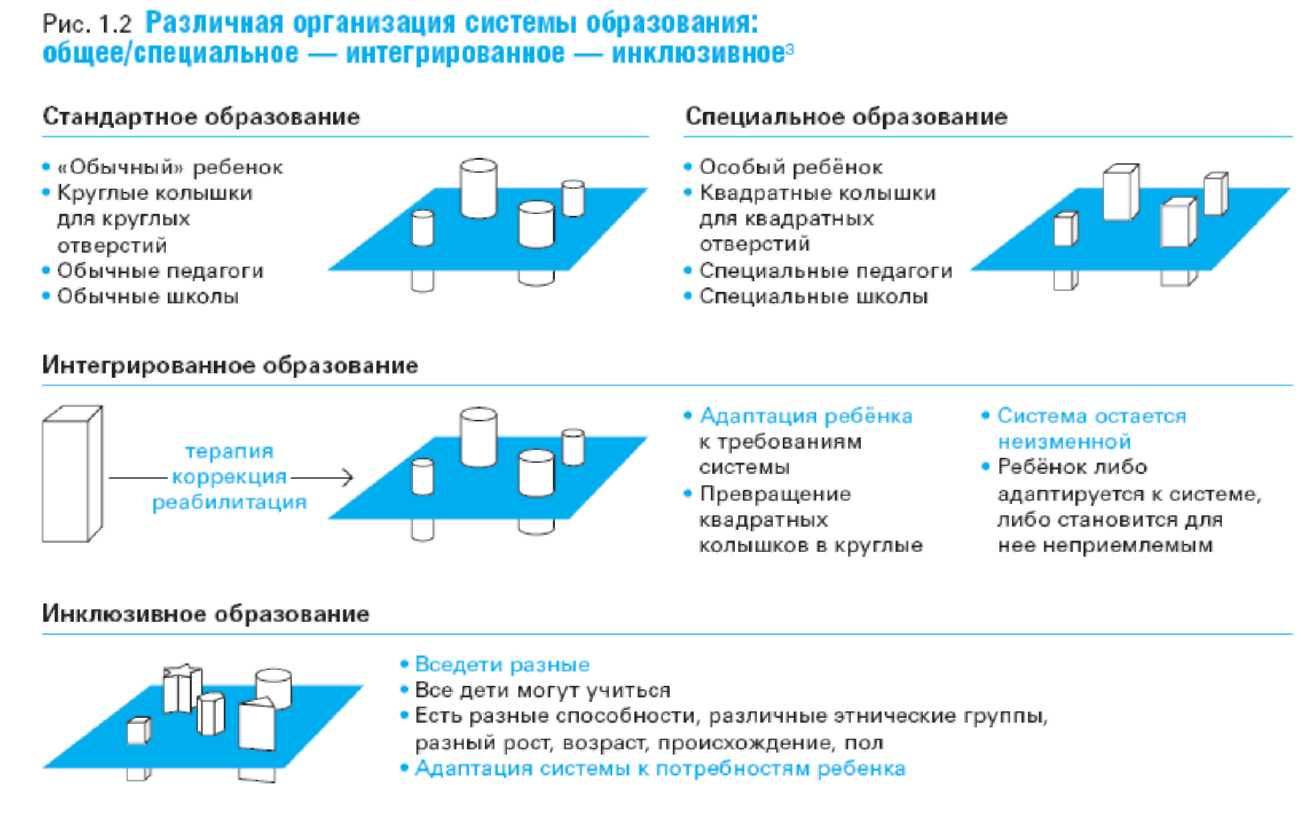 Рис. 1.2 Различная организация системы образования:
общее/специальное — интегрированное — инклюзивное³
Стандартное образование
• «Обычный» ребенок
• Круглые колышки
для круглых
отверстий
• Обычные педагоги
• Обычные школы
Специальное образование
• Особый ребёнок
• Квадратные колышки
для квадратных
отверстий
• Специальные педагоги
• Специальные школы
Интегрированное образование
терапия
коррекция
реабилитация
• Адаптация ребёнка
к требованиям
системы
• Превращение
квадратных
колышков в круглые
• Система остается
неизменной
• Ребёнок либо
адаптируется к системе,
либо становится для
нее неприемлемым
Инклюзивное образование
• Вседети разные
• Все дети могут учиться
• Есть разные способности, различные этнические группы,
разный рост, возраст, происхождение, пол
• Адаптация системы к потребностям ребенка